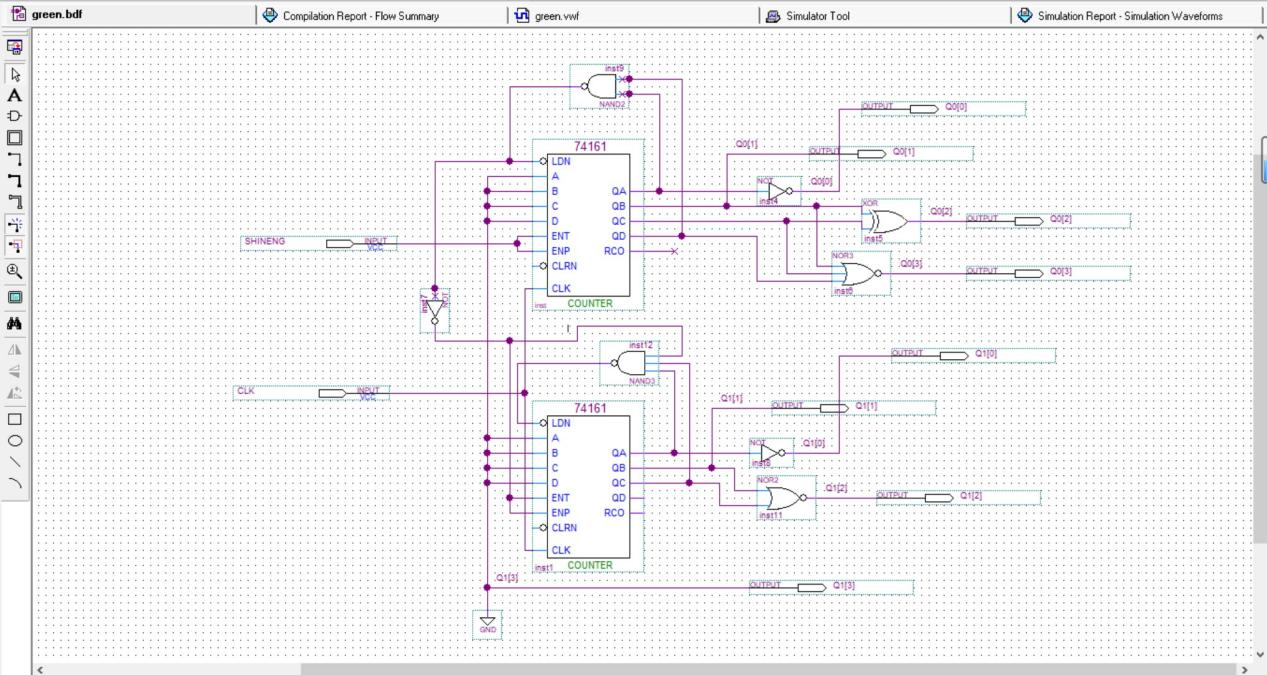 green.bdf
Compilation Report - Flow Summary
green.vwf
Simulator Tool
Simulation Report - Simulation Waveforms
inst9
NAND2
OUTPUT Q0[0]
Q0[1]
OUTPUT Q0[1]
74161
COUNTER
LDN
A
B
C
D
ENT
ENP
CLRN
CLK
QA
QB
QC
QD
RCO
inst
COUNTER
NOT
inst4
Q0[0]
XOR
inst5
Q0[2]
OUTPUT Q0[2]
NOR3
inst6
Q0[3]
OUTPUT Q0[3]
SHINENG
INPUT
VCC
inst7
NOT
inst12
NAND3
OUTPUT Q1[0]
CLK
INPUT
VCC
Q1[1]
OUTPUT Q1[1]
74161
LDN
A
B
C
D
ENT
ENP
CLRN
CLK
QA
QB
QC
QD
RCO
inst1
COUNTER
NOT
inst8
Q1[0]
NOR2
inst11
Q1[2]
OUTPUT Q1[2]
Q1[3]
OUTPUT Q1[3]
GND